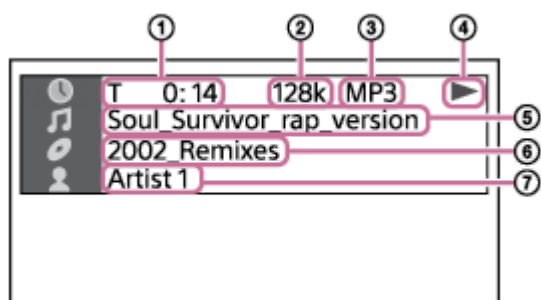 ① ② ③ ④
T 0:14 128k MP3
Soul_Survivor_rap_version ⑤
2002_Remixes ⑥
Artist 1 ⑦